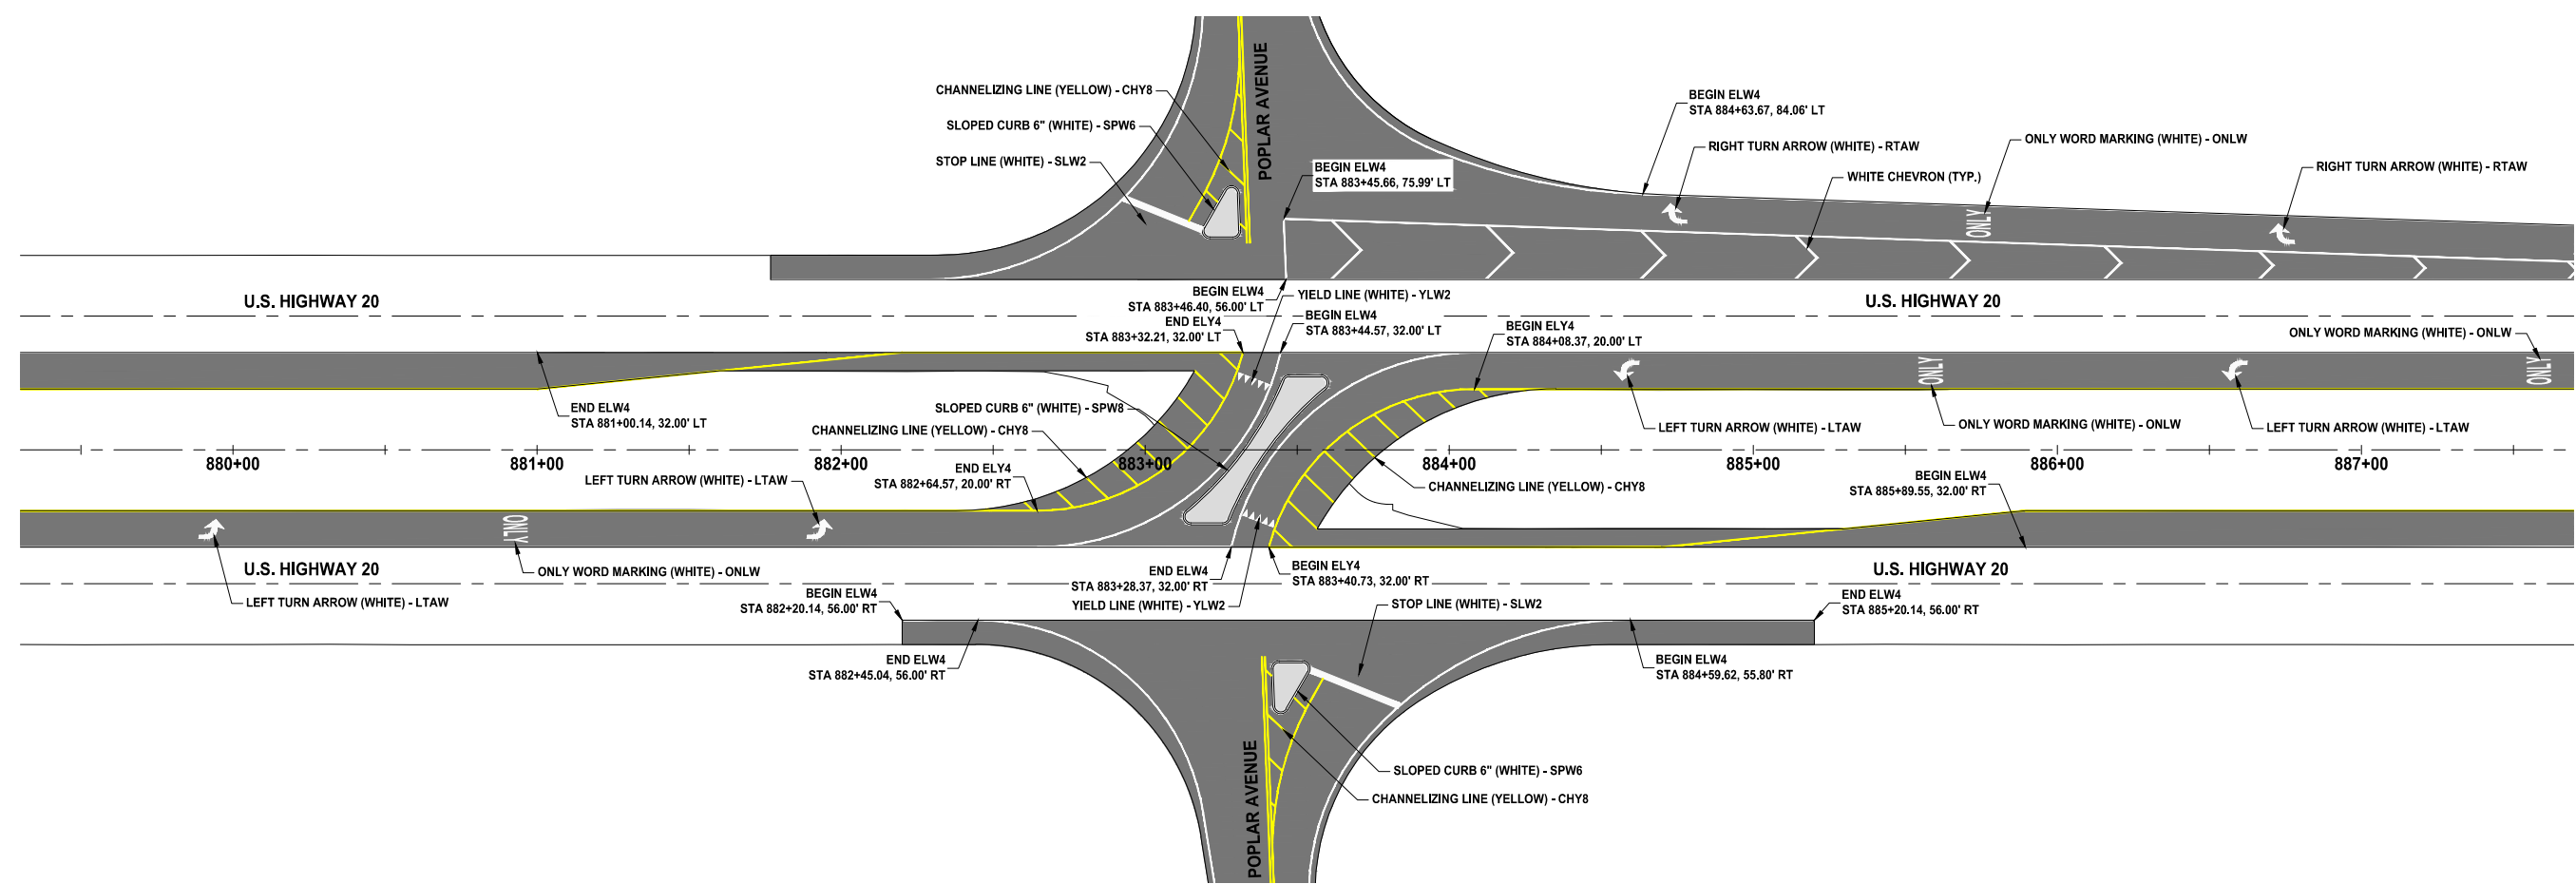 CHANNELIZING LINE (YELLOW) - CHY8
SLOPED CURB 6" (WHITE) - SPW6
STOP LINE (WHITE) - SLW2
POPLAR AVENUE
BEGIN ELW4
STA 883+45.66, 75.99' LT
BEGIN ELW4
STA 884+63.67, 84.06' LT
RIGHT TURN ARROW (WHITE) - RTAW
WHITE CHEVRON (TYP.)
ONLY WORD MARKING (WHITE) - ONLW
RIGHT TURN ARROW (WHITE) - RTAW
ONLY
U.S. HIGHWAY 20
BEGIN ELW4
STA 883+46.40, 56.00' LT
END ELY4
STA 883+32.21, 32.00' LT
YIELD LINE (WHITE) - YLW2
BEGIN ELW4
STA 883+44.57, 32.00' LT
BEGIN ELY4
STA 884+08.37, 20.00' LT
U.S. HIGHWAY 20
ONLY WORD MARKING (WHITE) - ONLW
ONLY
ONLY
END ELW4
STA 881+00.14, 32.00' LT
SLOPED CURB 6" (WHITE) - SPW8
CHANNELIZING LINE (YELLOW) - CHY8
LEFT TURN ARROW (WHITE) - LTAW
ONLY WORD MARKING (WHITE) - ONLW
LEFT TURN ARROW (WHITE) - LTAW
880+00
881+00
882+00
883+00
884+00
885+00
886+00
887+00
LEFT TURN ARROW (WHITE) - LTAW
END ELY4
STA 882+64.57, 20.00' RT
CHANNELIZING LINE (YELLOW) - CHY8
BEGIN ELW4
STA 885+89.55, 32.00' RT
ONLY
U.S. HIGHWAY 20
ONLY WORD MARKING (WHITE) - ONLW
LEFT TURN ARROW (WHITE) - LTAW
BEGIN ELW4
STA 882+20.14, 56.00' RT
END ELW4
STA 883+28.37, 32.00' RT
YIELD LINE (WHITE) - YLW2
BEGIN ELY4
STA 883+40.73, 32.00' RT
STOP LINE (WHITE) - SLW2
U.S. HIGHWAY 20
END ELW4
STA 885+20.14, 56.00' RT
END ELW4
STA 882+45.04, 56.00' RT
BEGIN ELW4
STA 884+59.62, 55.80' RT
POPLAR AVENUE
SLOPED CURB 6" (WHITE) - SPW6
CHANNELIZING LINE (YELLOW) - CHY8